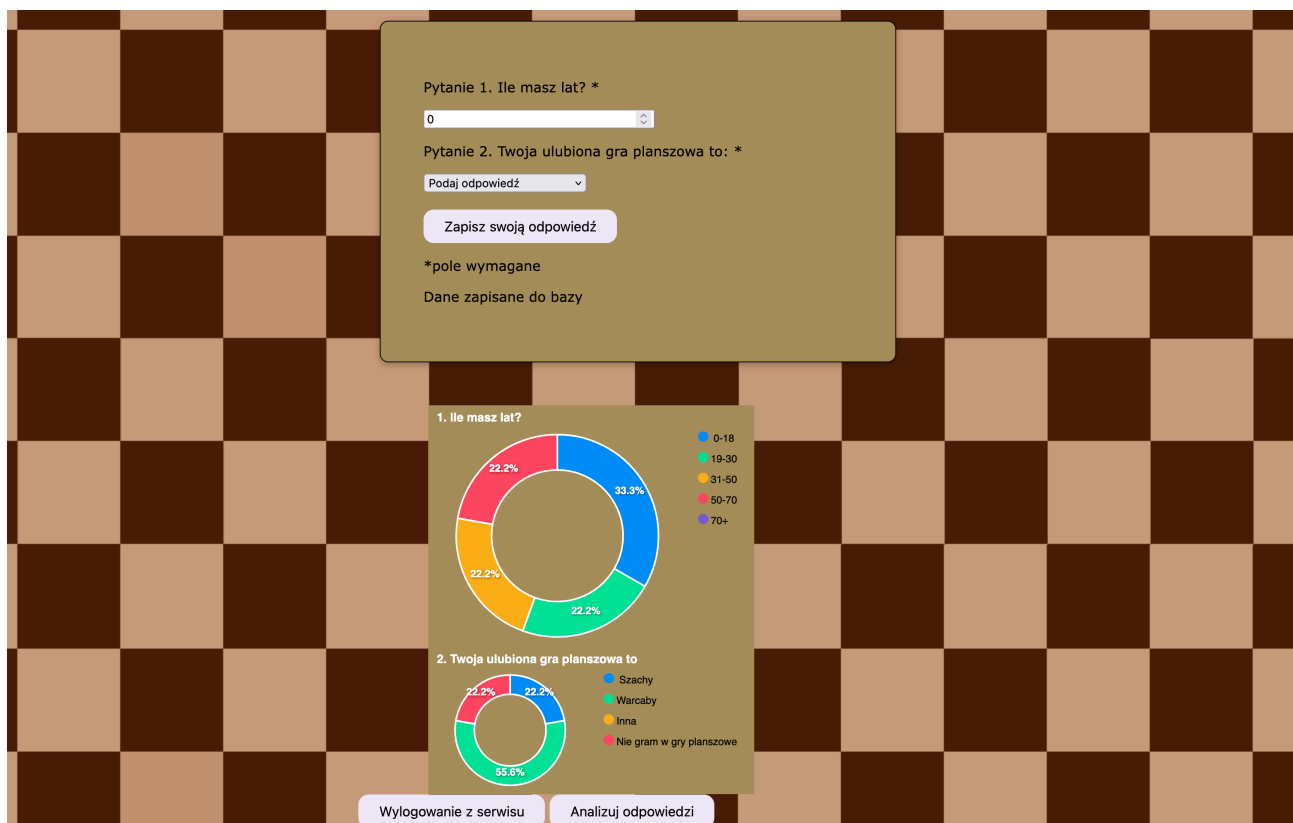 Pytanie 1. Ile masz lat? *
0
Pytanie 2. Twoja ulubiona gra planszowa to: *
Podaj odpowiedź
Zapisz swoją odpowiedź
*pole wymagane
Dane zapisane do bazy
1. Ile masz lat?
22.2%
33.3%
22.2%
22.2%
0-18
19-30
31-50
50-70
70+
2. Twoja ulubiona gra planszowa to
22.2%
22.2%
55.6%
Szachy
Warcaby
Inna
Nie gram w gry planszowe
Wylogowanie z serwisu
Analizuj odpowiedzi